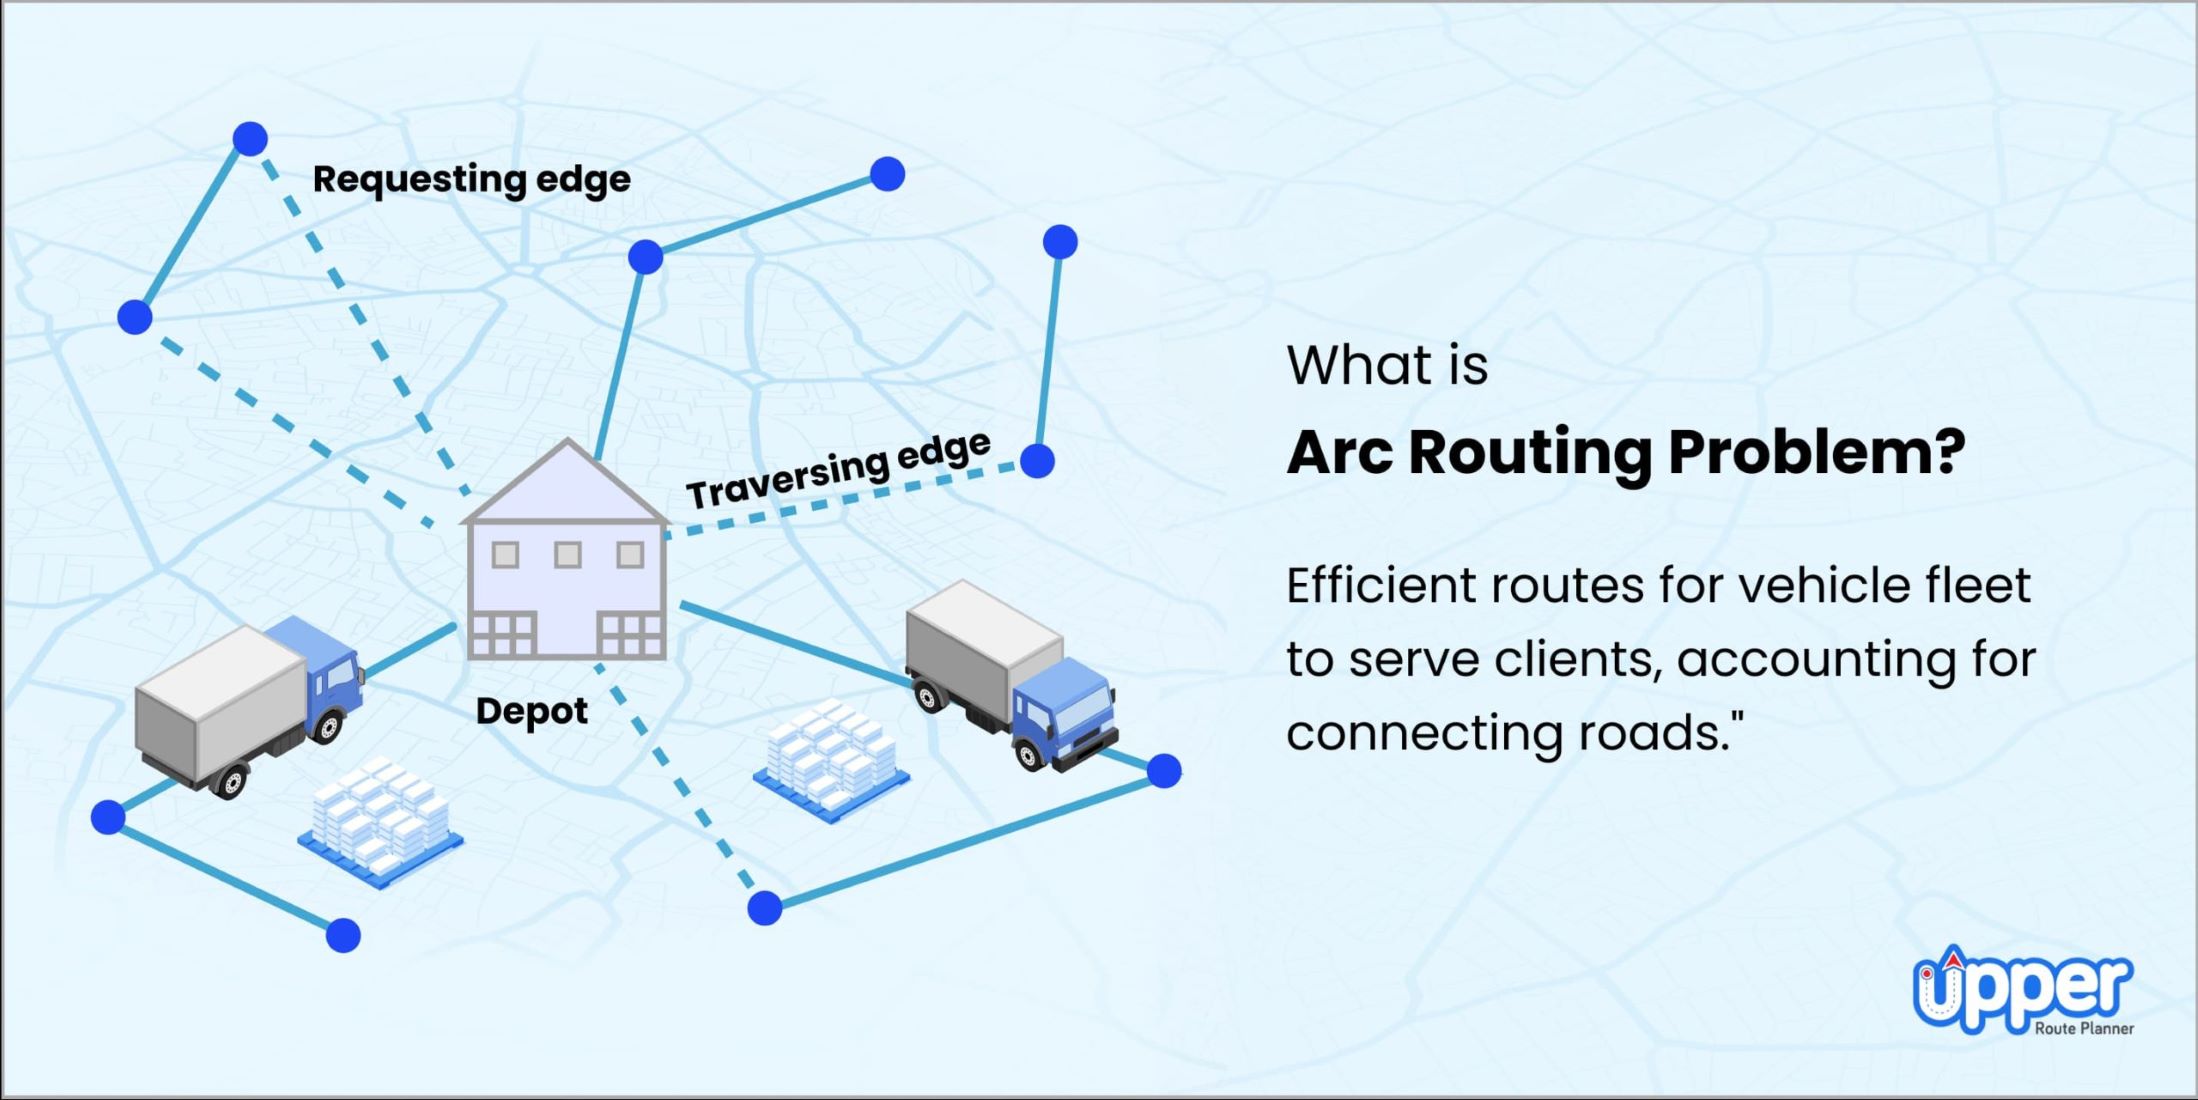 Requesting edge
Traversing edge
Depot
What is
Arc Routing Problem?
Efficient routes for vehicle fleet
to serve clients, accounting for
connecting roads."
upper
Route Planner